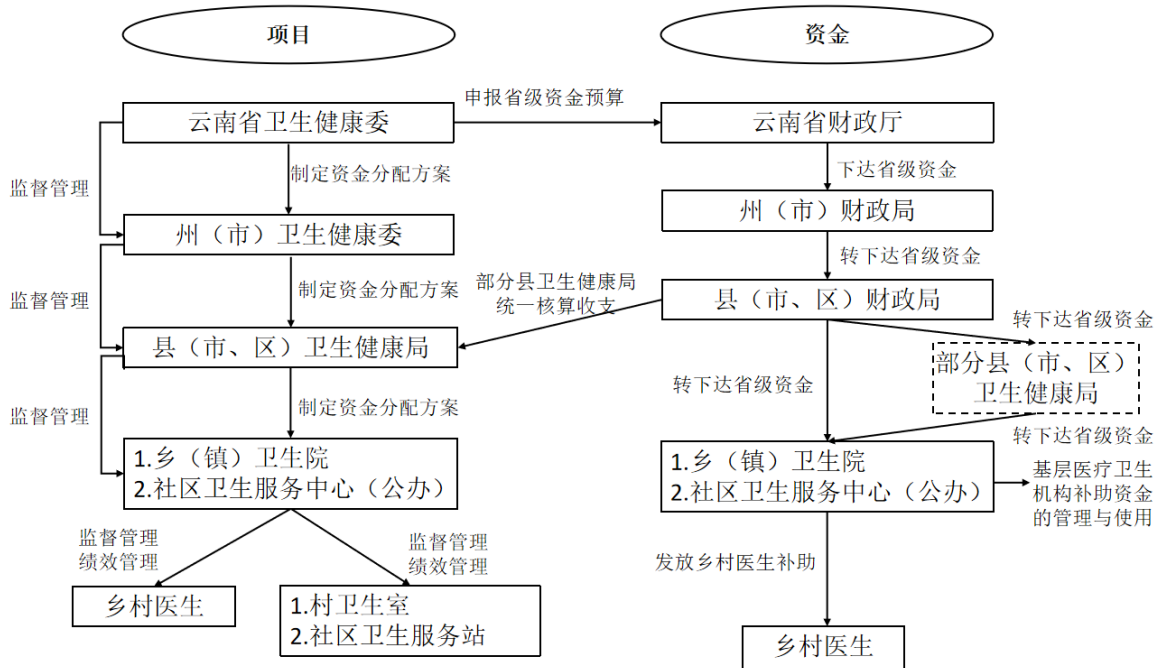 项目
资金
申报省级资金预算
云南省卫生健康委
云南省财政厅
制定资金分配方案
下达省级资金
监督管理
州（市）卫生健康委
州（市）财政局
转下达省级资金
部分县卫生健康局
统一核算收支
制定资金分配方案
监督管理
县（市、区）财政局
转下达省级资金
县（市、区）卫生健康局
部分县（市、区）
卫生健康局
转下达省级资金
制定资金分配方案
监督管理
转下达省级资金
1.乡（镇）卫生院
2.社区卫生服务中心（公办）
1.乡（镇）卫生院
2.社区卫生服务中心（公办）
基层医疗卫生
机构补助资金
的管理与使用
监督管理
绩效管理
监督管理
绩效管理
发放乡村医生补助
乡村医生
1.村卫生室
2.社区卫生服务站
乡村医生